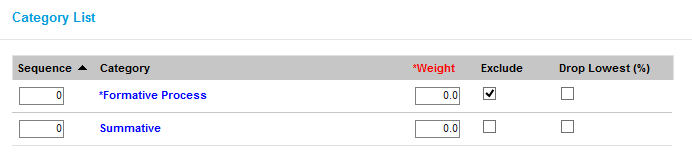 Category List
Sequence Category *Weight Exclude Drop Lowest (%)
0 *Formative Process 0.0
0 Summative 0.0